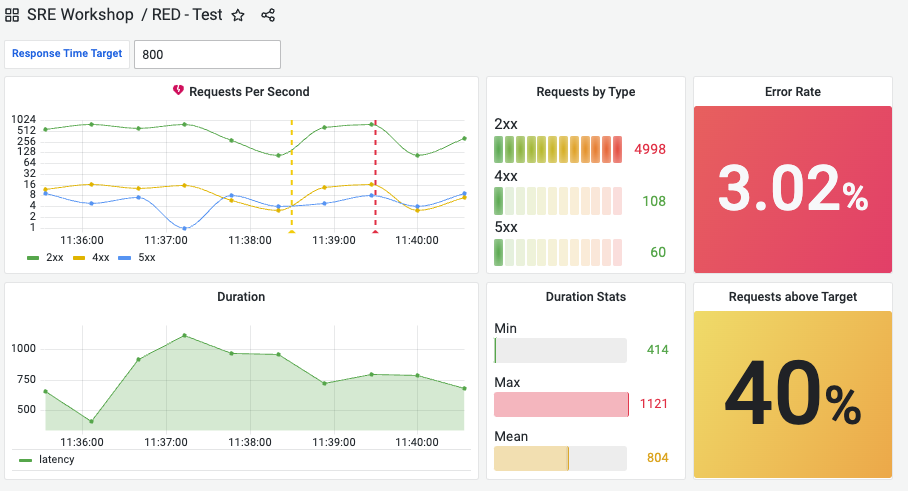 SRE Workshop / RED - Test
Response Time Target 800
Requests Per Second
1024
512
256
128
64
32
16
8
4
2
1
11:36:00 11:37:00 11:38:00 11:39:00 11:40:00
2xx 4xx 5xx
Requests by Type
2xx
4998
4xx
108
5xx
60
Error Rate
3.02%
Duration
1000
750
500
11:36:00 11:37:00 11:38:00 11:39:00 11:40:00
latency
Duration Stats
Min
414
Max
1121
Mean
804
Requests above Target
40%